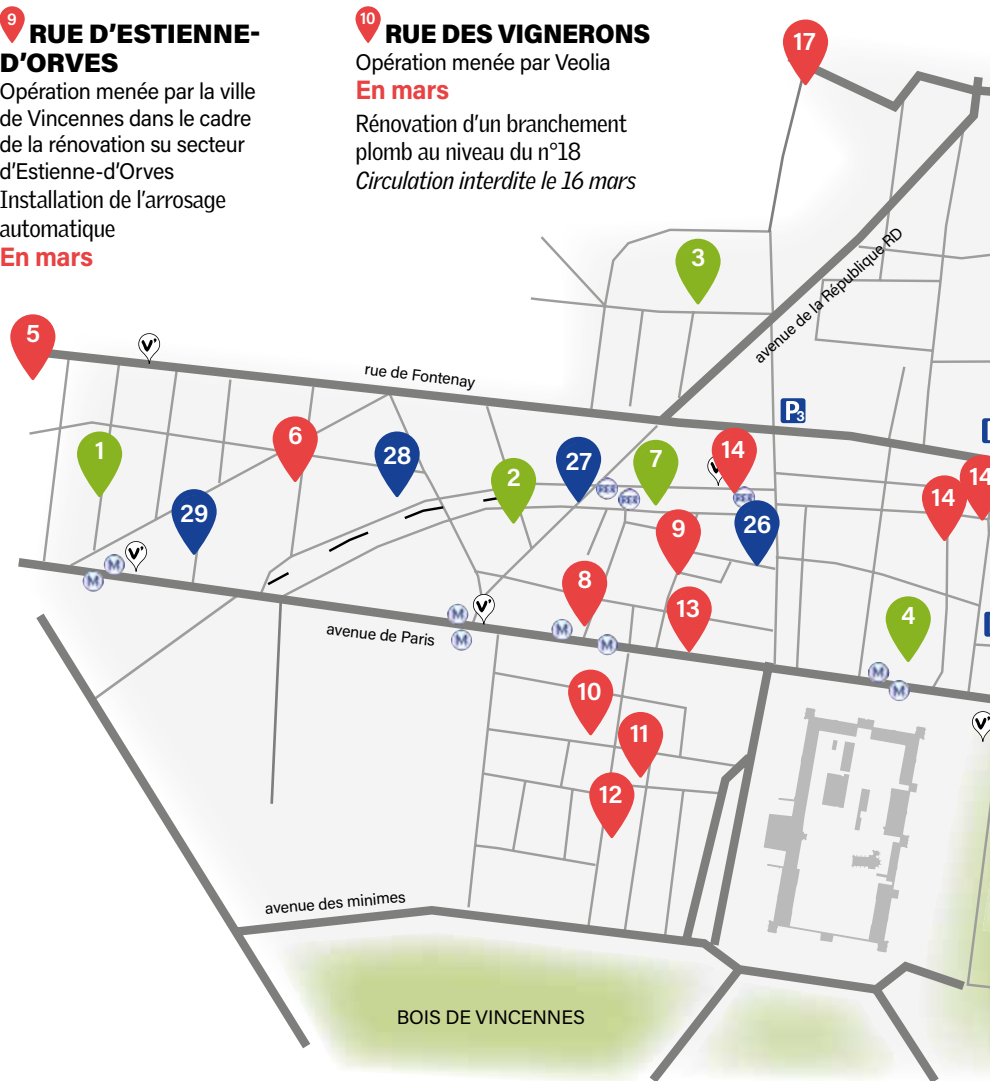 9 RUE D'ESTIENNE-
D'ORVES
Opération menée par la ville
de Vincennes dans le cadre
de la rénovation su secteur
d'Estienne-d'Orves
Installation de l'arrosage
automatique
En mars
10 RUE DES VIGNERONS
Opération menée par Veolia
En mars
Rénovation d'un branchement
plomb au niveau du n°18
Circulation interdite le 16 mars
17
3
avenue de la République RD
5
V'
rue de Fontenay
P3
1
6
28
2
27
7
14
V'
RER
RER
RER
14
14
29
9
26
V'
M
M
8
13
4
V'
M
M
M
M
avenue de Paris
M
M
10
11
12
V'
avenue des minimes
BOIS DE VINCENNES